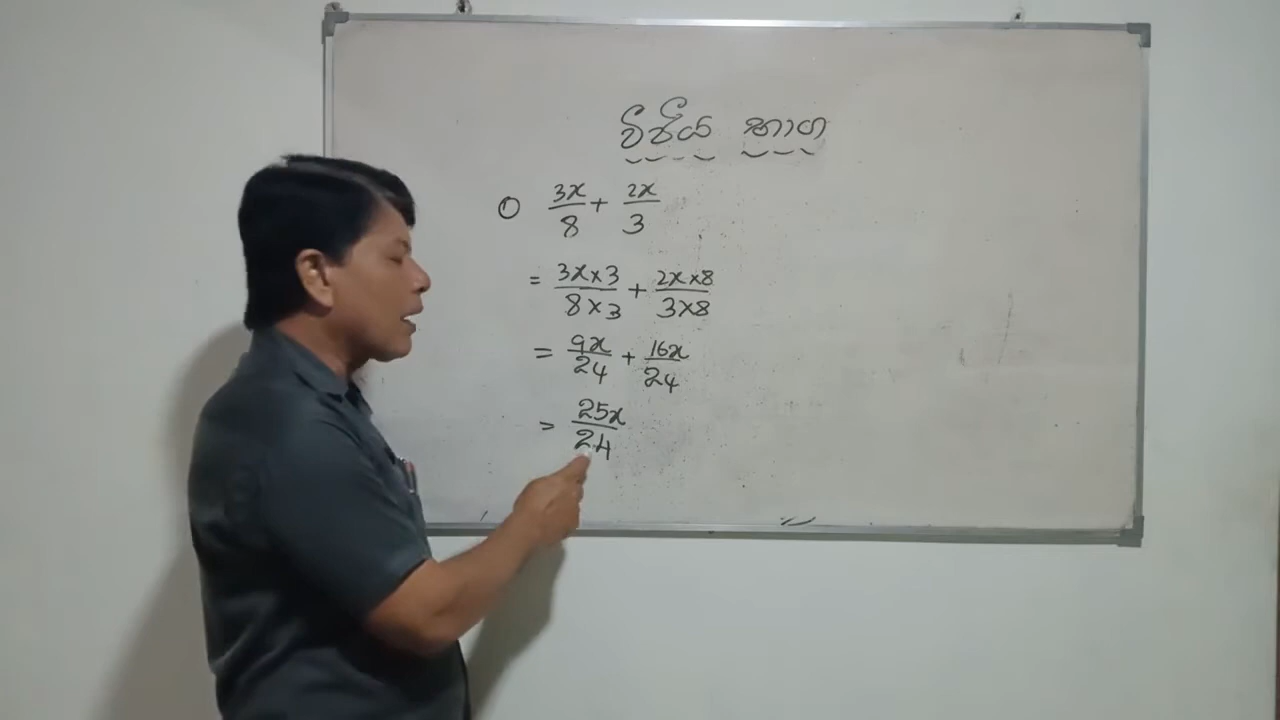 වීජීය භාග
① 3x/8 + 2x/3
= 3x×3/8×3 + 2x×8/3×8
= 9x/24 + 16x/24
= 25x/24